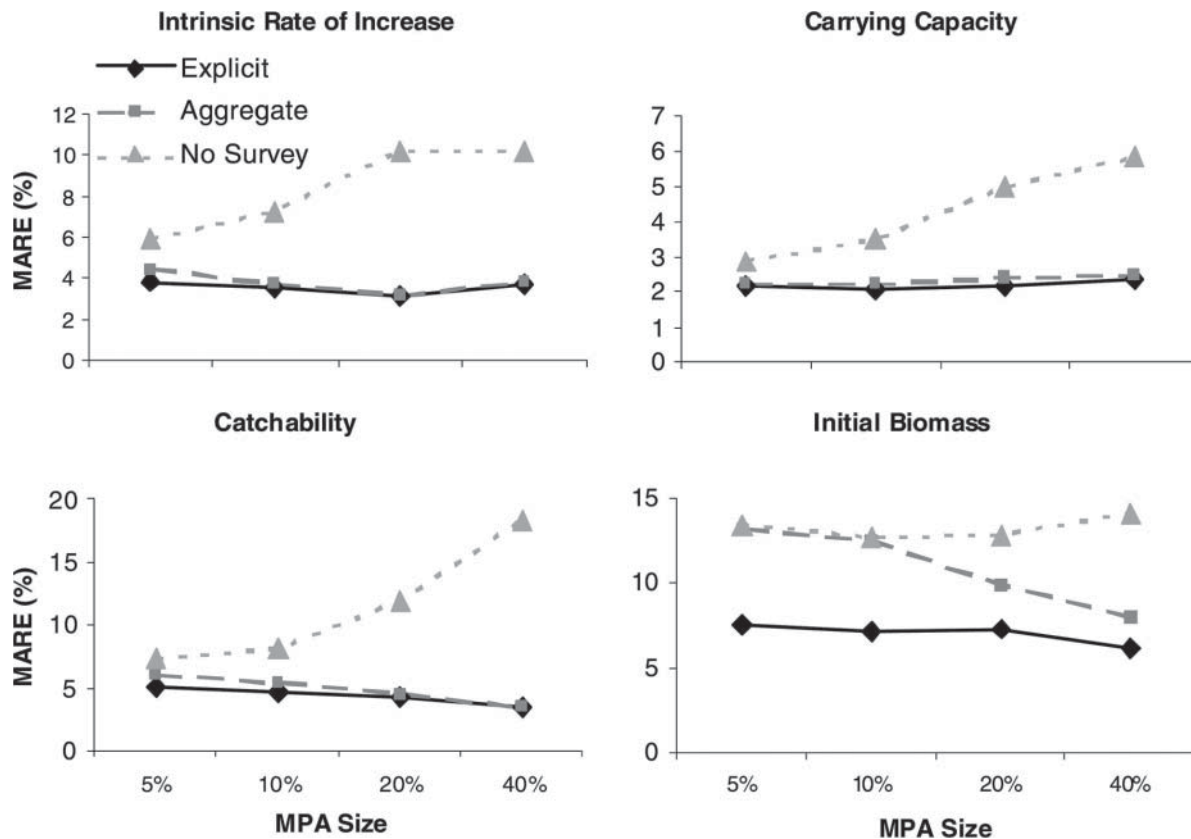 Intrinsic Rate of Increase
Explicit
Aggregate
No Survey
MARE (%)
12
10
8
6
4
2
0
Carrying Capacity
7
6
5
4
3
2
1
0
Catchability
MARE (%)
20
15
10
5
0
5%
10%
20%
40%
MPA Size
Initial Biomass
15
10
5
0
5%
10%
20%
40%
MPA Size